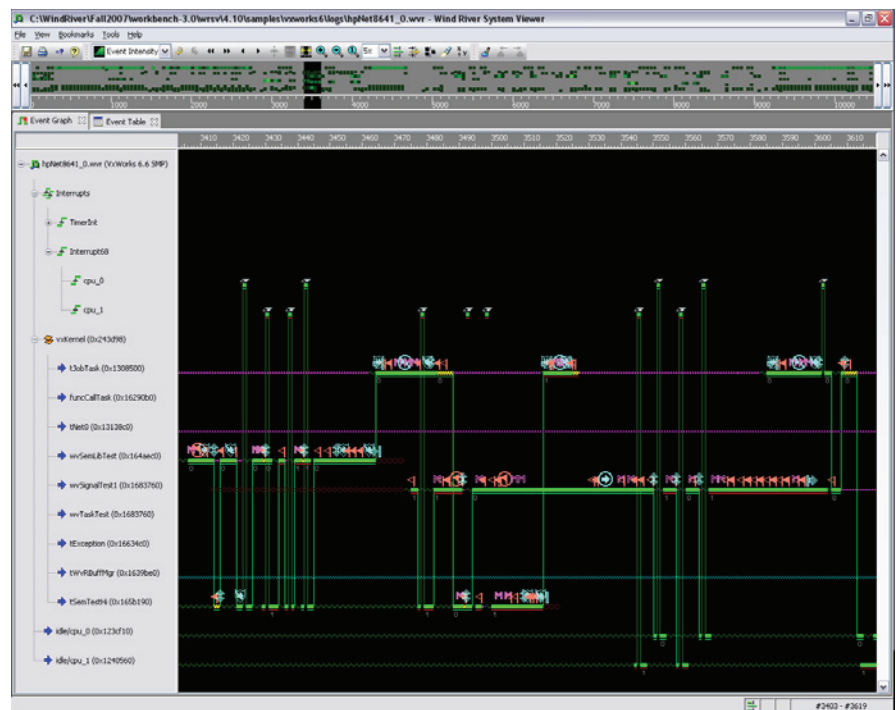 C:\WindRiver\Fall2007\workbench-3.0\wrsv\4.10\samples\vxworks6\logs\hpNet8641_0.wvr - Wind River System Viewer
File View Bookmarks Tools Help
Event Intensity 5x
1000 2000 3000 4000 5000 6000 7000 8000 9000 10000
Event Graph Event Table
3410 3420 3430 3440 3450 3460 3470 3480 3490 3500 3510 3520 3530 3540 3550 3560 3570 3580 3590 3600 3610
hpNet8641_0.wvr (VxWorks 6.6 SMP)
Interrupts
TimerInt
Interrupt68
cpu_0
cpu_1
vxKernel (0x243d98)
tJobTask (0x1308500)
funcCallTask (0x16290b0)
tNet0 (0x13138c0)
wvSemLibTest (0x164aec0)
wvSignalTest1 (0x1683760)
wvTaskTest (0x1683760)
tException (0x16634c0)
tWvRBuffMgr (0x1639be0)
tSemTestH4 (0x165b190)
idle/cpu_0 (0x123cf10)
idle/cpu_1 (0x1240560)
#3403 - #3619